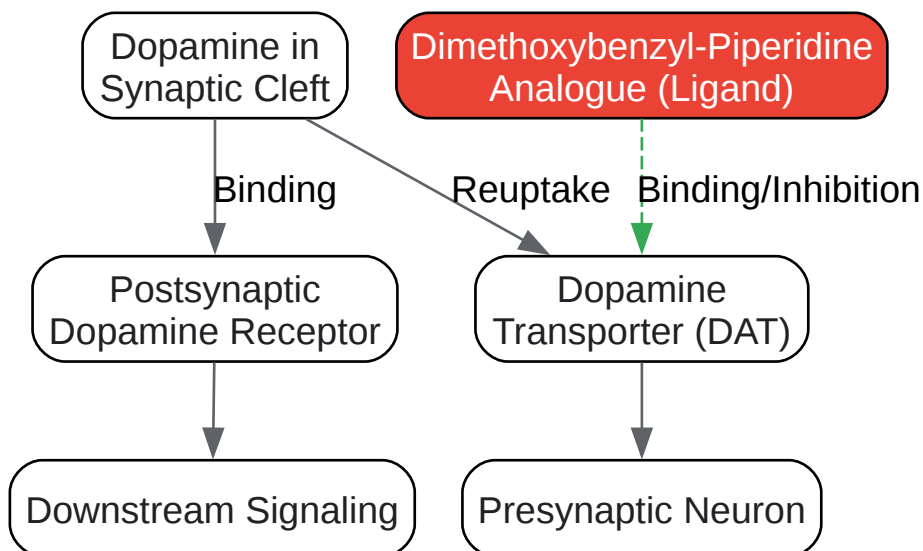 Dopamine in
Synaptic Cleft
Dimethoxybenzyl-Piperidine
Analogue (Ligand)
Binding
Reuptake
Binding/Inhibition
Postsynaptic
Dopamine Receptor
Dopamine
Transporter (DAT)
Downstream Signaling
Presynaptic Neuron